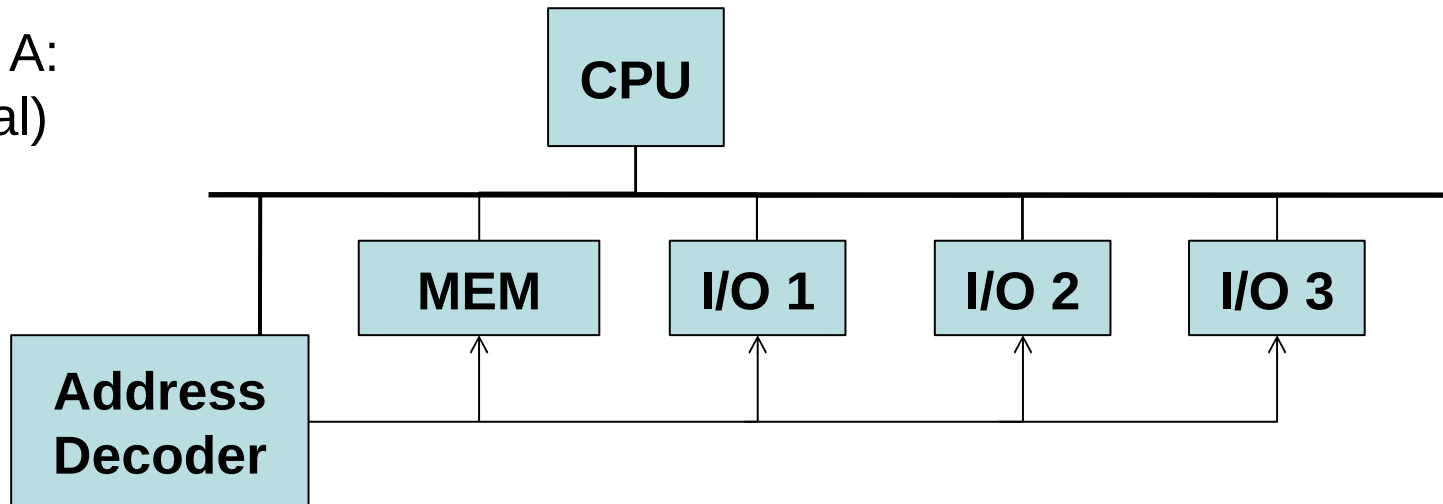 A:
al)
CPU
MEM
I/O 1
I/O 2
I/O 3
Address
Decoder